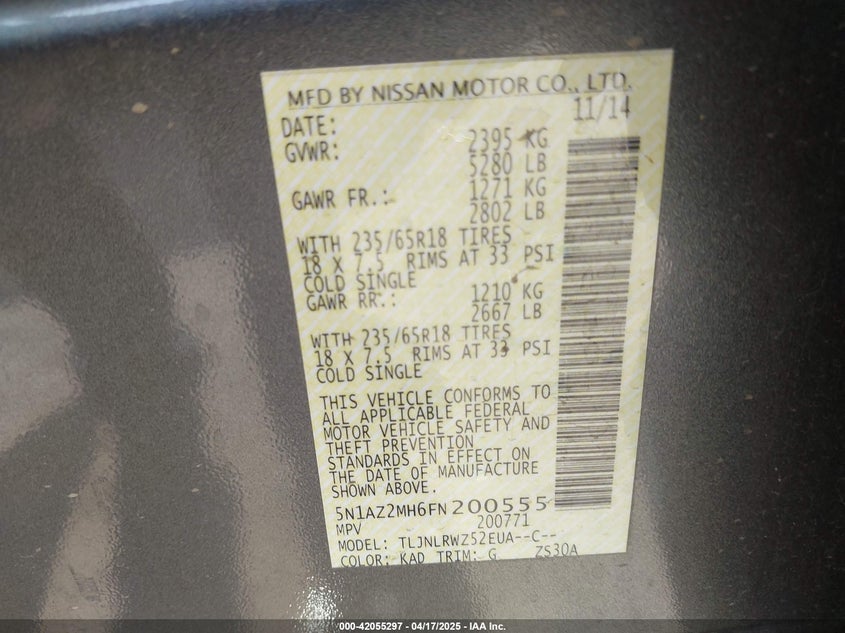 MFD BY NISSAN MOTOR CO., LTD.
DATE: 11/14
GVWR: 2395 KG
5280 LB
GAWR FR.: 1271 KG
2802 LB
WITH 235/65R18 TIRES
18 X 7.5 RIMS AT 33 PSI
COLD SINGLE
GAWR RR.: 1210 KG
2667 LB
WITH 235/65R18 TIRES
18 X 7.5 RIMS AT 33 PSI
COLD SINGLE
THIS VEHICLE CONFORMS TO
ALL APPLICABLE FEDERAL
MOTOR VEHICLE SAFETY AND
THEFT PREVENTION
STANDARDS IN EFFECT ON
THE DATE OF MANUFACTURE
SHOWN ABOVE.
5N1AZ2MH6FN200555
MPV 200771
MODEL: TLJNLRWZ52EUA--C--
COLOR: KAD TRIM: G ZS30A
000-42055297 - 04/17/2025 - IAA Inc.